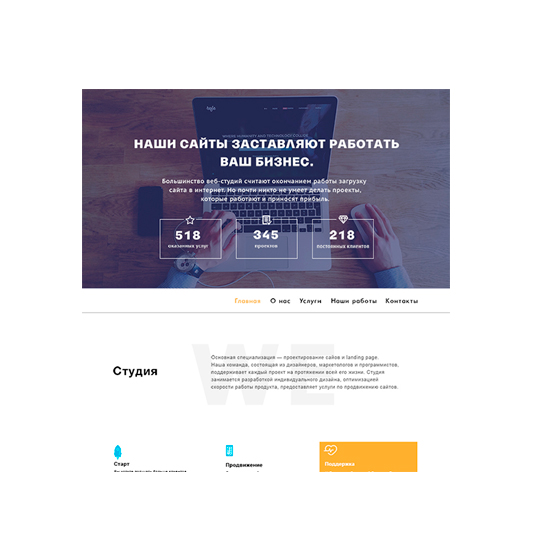 НАШИ САЙТЫ ЗАСТАВЛЯЮТ РАБОТАТЬ
ВАШ БИЗНЕС.
Большинство веб-студий считают окончанием работы загрузку
сайта в интернет. Но почти никто не умеет делать проекты,
которые работают и приносят прибыль.
518 345 218
оказанных услуг проектов постоянных клиентов
Главная О нас Услуги Наши работы Контакты
WE
Студия
Основная специализация — проектирование сайов и landing page.
Наша команда, состоящая из дизайнеров, маркетологов и программистов,
поддерживает каждый проект на протяжении всей его жизни. Студия
занимается разработкой индивидуального дизайна, оптимизацией
скорости работы продукта, предоставляет услуги по продвижению сайтов.
Старт Продвижение Поддержка